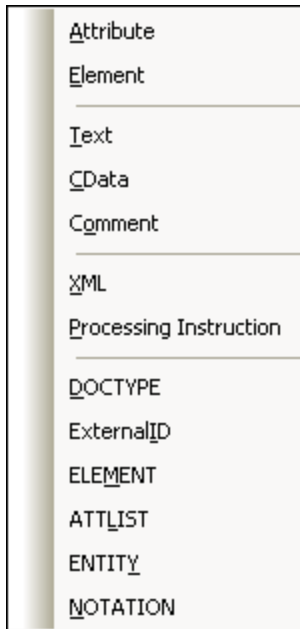 Attribute
Element
Text
CData
Comment
XML
Processing Instruction
DOCTYPE
ExternalID
ELEMENT
ATTLIST
ENTITY
NOTATION